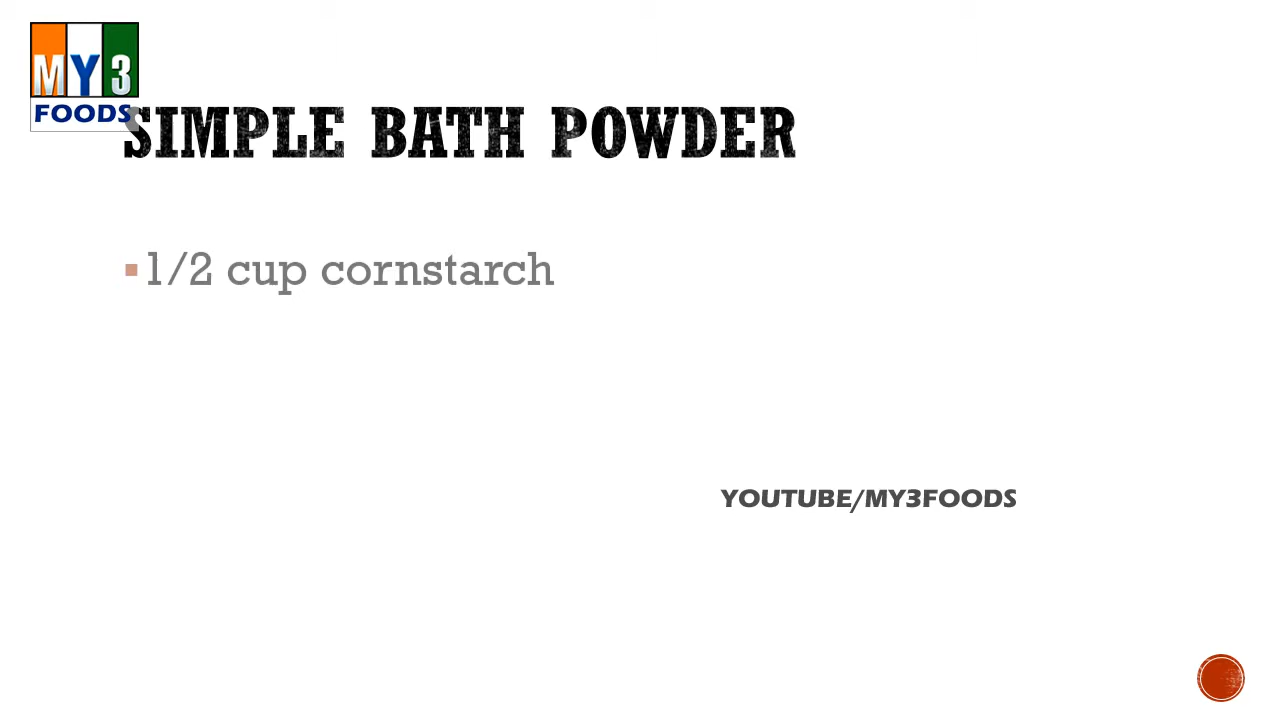 MY3
FOODS
SIMPLE BATH POWDER
▪1/2 cup cornstarch
YOUTUBE/MY3FOODS